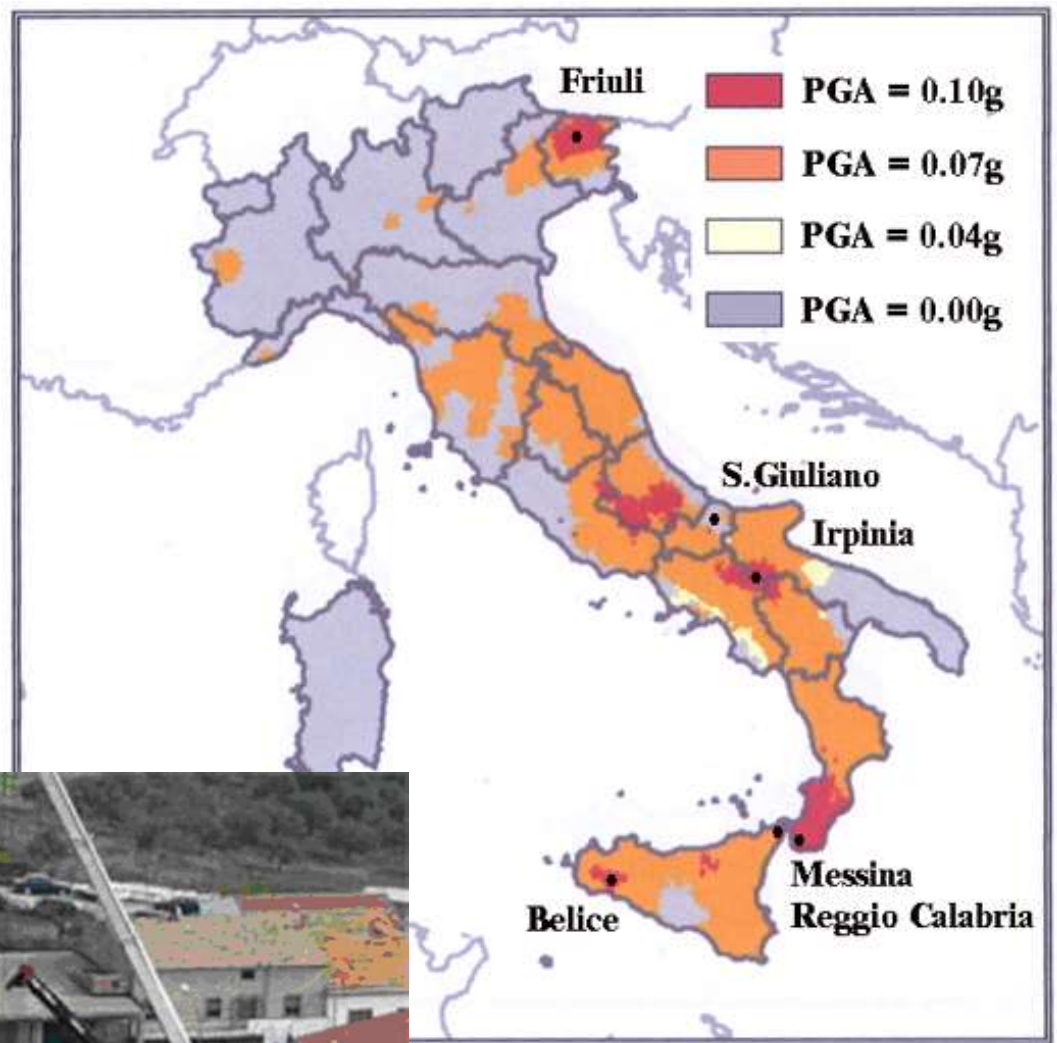 Friuli
PGA = 0.10g
PGA = 0.07g
PGA = 0.04g
PGA = 0.00g
S.Giuliano
Irpinia
Messina
Reggio Calabria
Belice